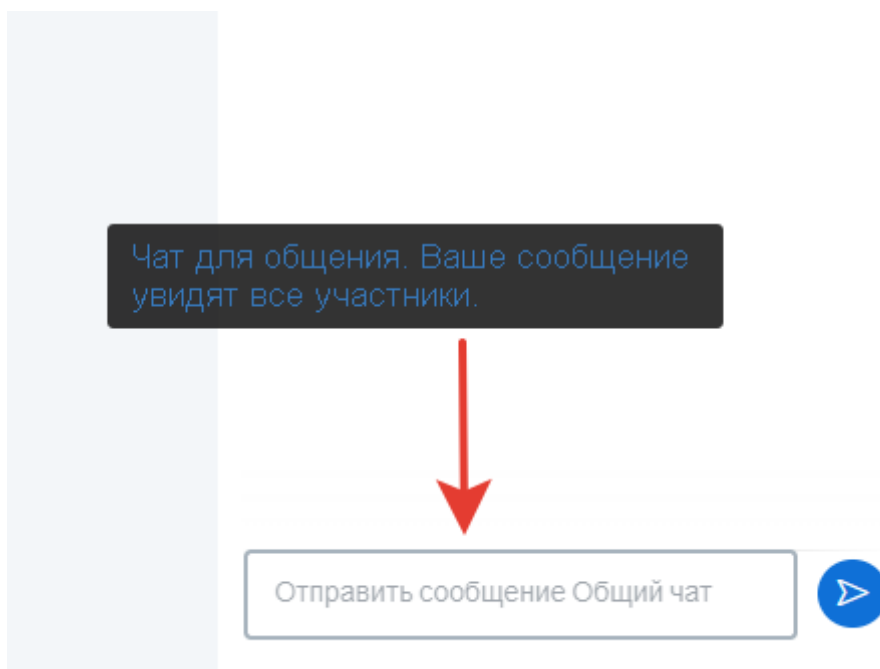 Чат для общения. Ваше сообщение
увидят все участники.
Отправить сообщение Общий чат